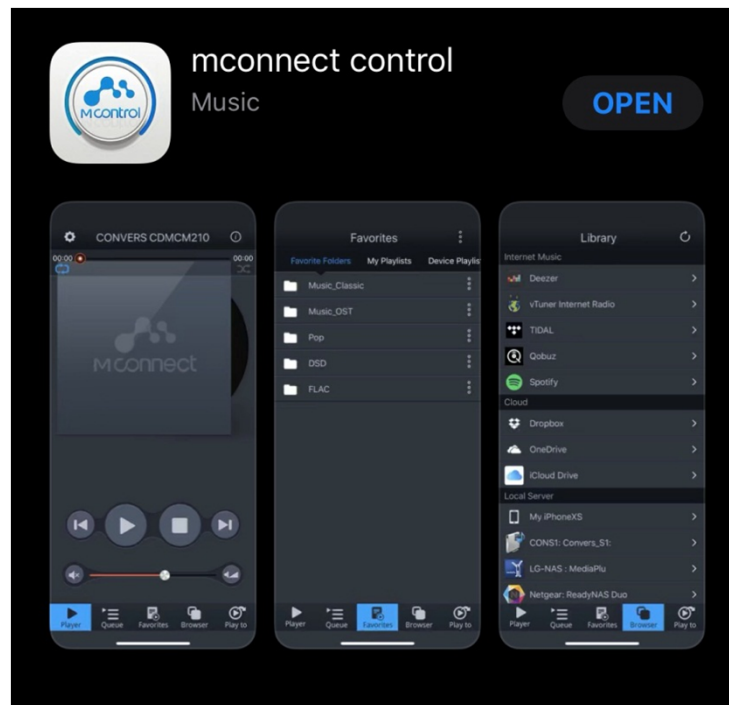 mconnect control
Music
OPEN
Mcontrol
CONVERS CDMCM210
00:00
00:00
Mconnect
Player
Queue
Favorites
Browser
Play to
Favorites
Favorite Folders
My Playlists
Device Playlis
Music_Classic
Music_OST
Pop
DSD
FLAC
Player
Queue
Favorites
Browser
Play to
Library
Internet Music
Deezer
vTuner Internet Radio
TIDAL
Qobuz
Spotify
Cloud
Dropbox
OneDrive
iCloud Drive
Local Server
My iPhoneXS
CONS1: Convers_S1:
LG-NAS : MediaPlu
Netgear: ReadyNAS Duo
Player
Queue
Favorites
Browser
Play to